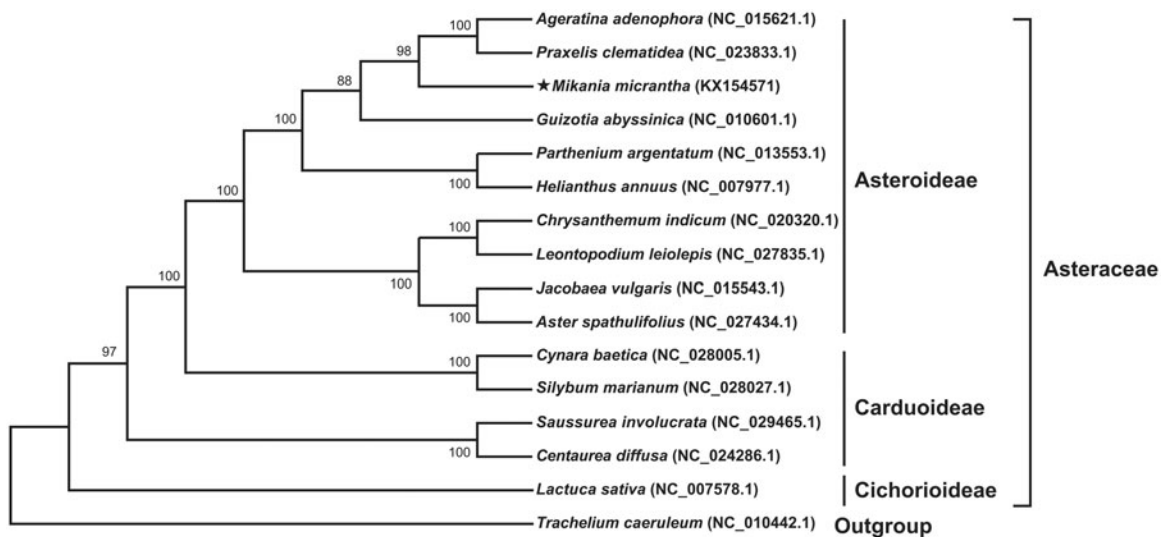 Ageratina adenophora (NC_015621.1)
Praxelis clematidea (NC_023833.1)
★Mikania micrantha (KX154571)
Guizotia abyssinica (NC_010601.1)
Parthenium argentatum (NC_013553.1)
Helianthus annuus (NC_007977.1)
Chrysanthemum indicum (NC_020320.1)
Leontopodium leiolepis (NC_027835.1)
Jacobaea vulgaris (NC_015543.1)
Aster spathulifolius (NC_027434.1)
Cynara baetica (NC_028005.1)
Silybum marianum (NC_028027.1)
Saussurea involucrata (NC_029465.1)
Centaurea diffusa (NC_024286.1)
Lactuca sativa (NC_007578.1)
Trachelium caeruleum (NC_010442.1)
Asteroideae
Carduoideae
Cichorioideae
Outgroup
Asteraceae
100
98
88
100
100
100
100
100
100
100
100
97
100